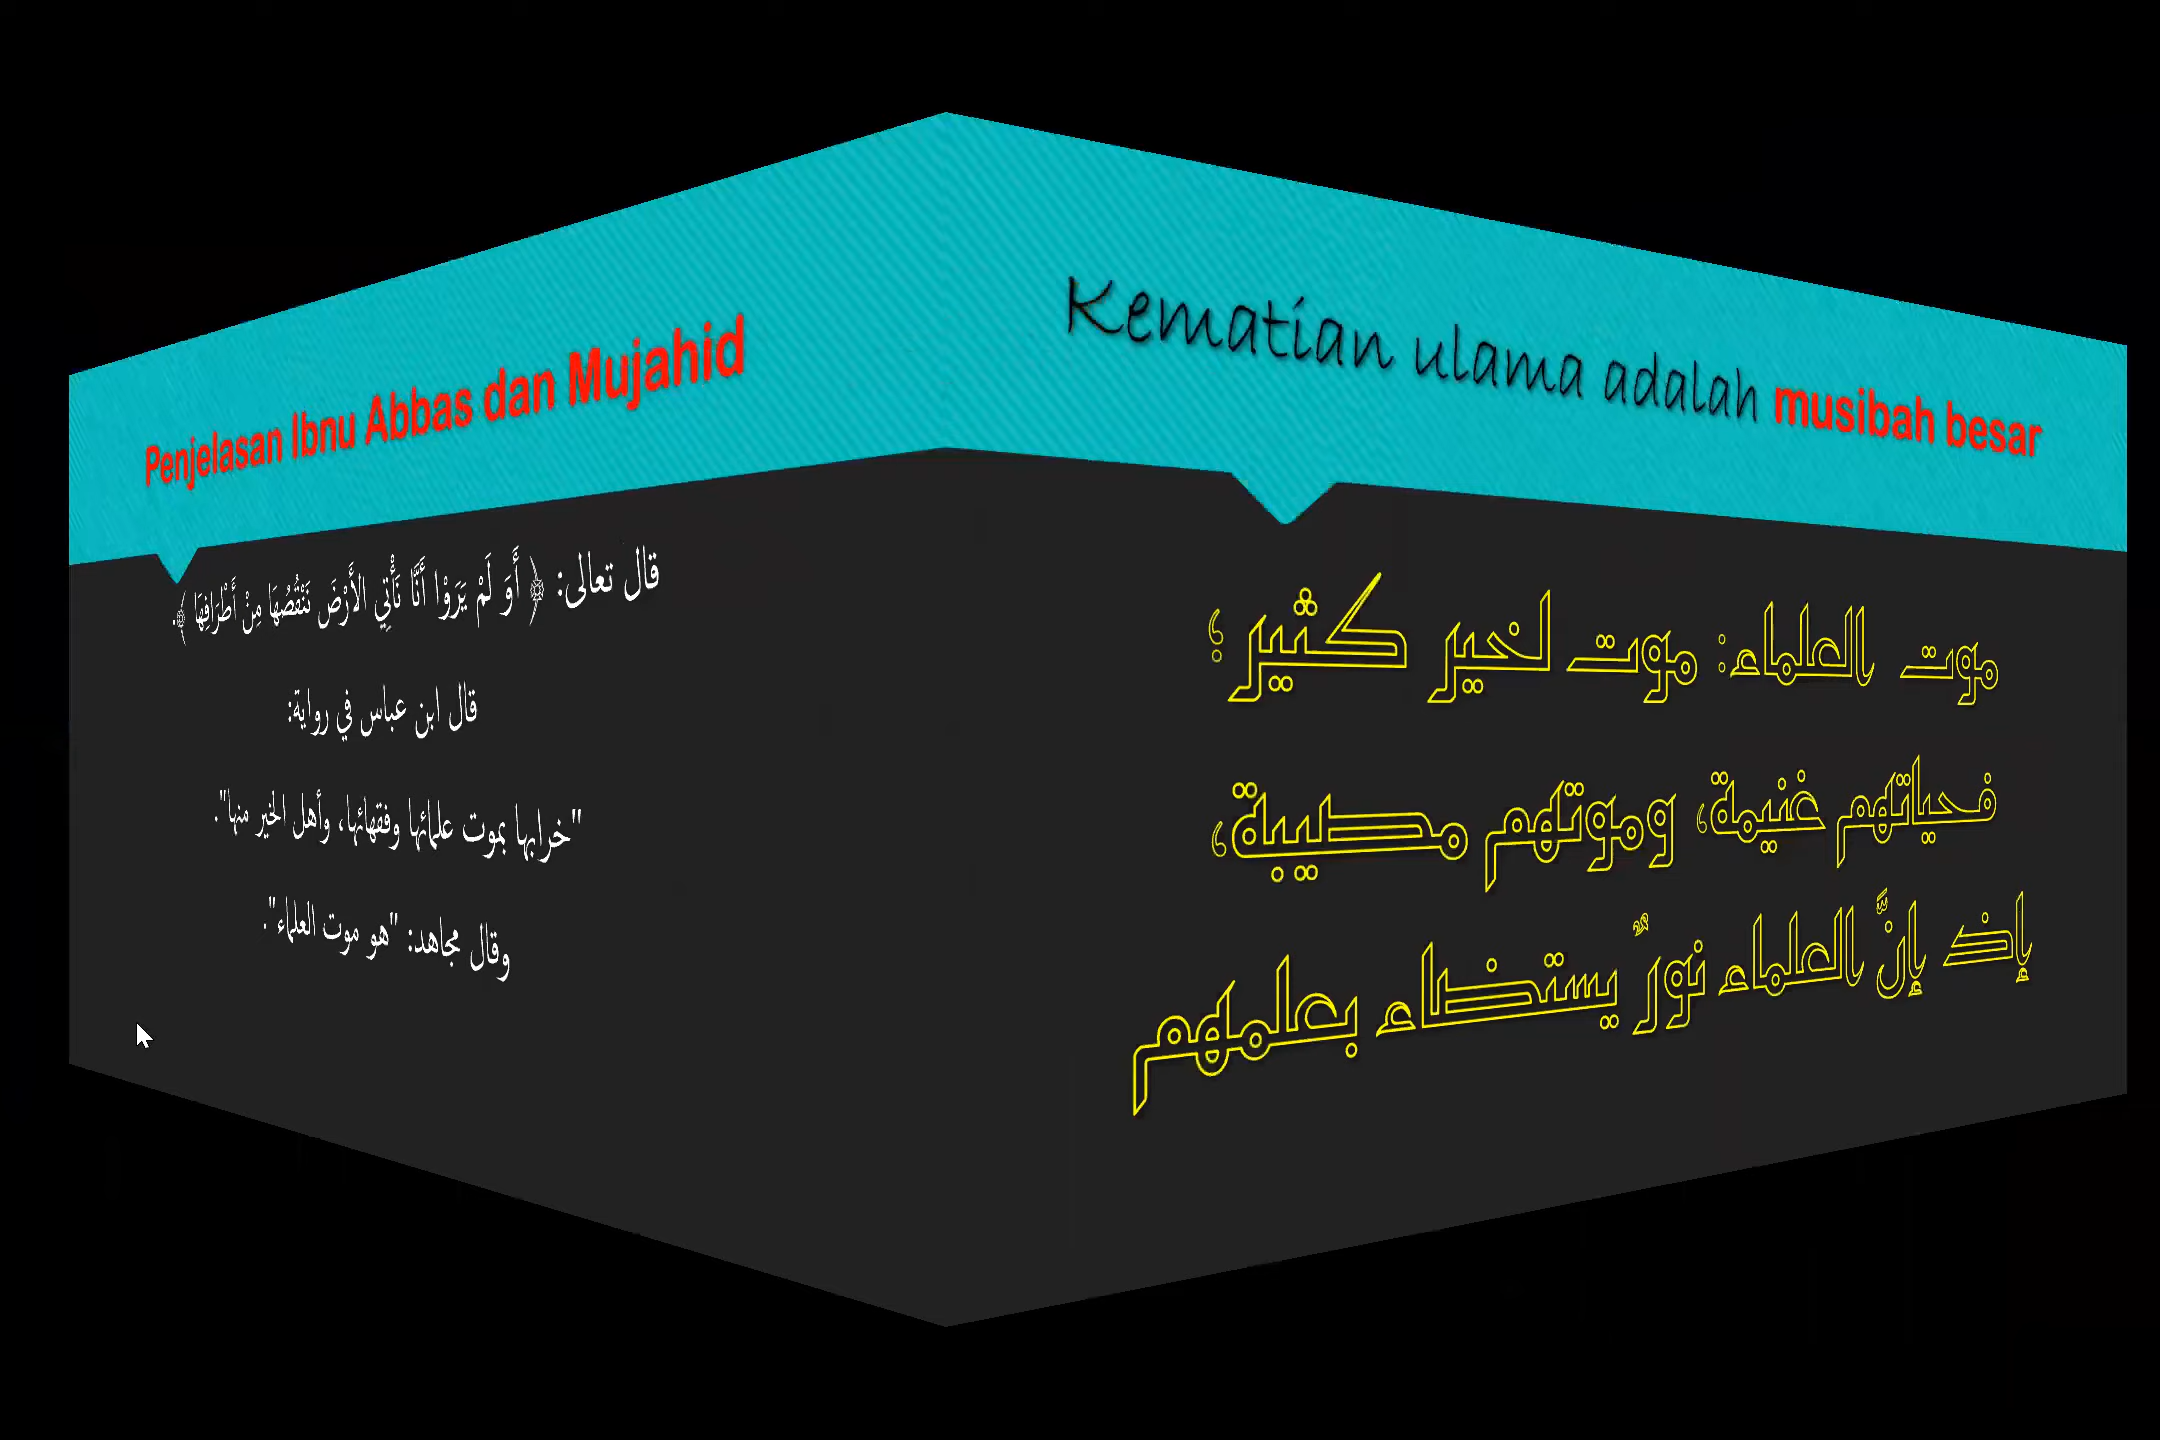 Penjelasan Ibnu Abbas dan Mujahid
قال تعالى: ﴿ أَوَ لَمْ يَرَوْا أَنَّا نَأْتِي الأَرْضَ نَنْقُصُهَا مِنْ أَطْرَافِهَا ﴾.
قال ابن عباس في رواية:
"خرابها بموت علمائها وفقهائها، وأهل الخير منها".
وقال مجاهد: "هو موت العلماء".
Kematian ulama adalah musibah besar
موت العلماء: موت لخير كثير؛
فحياتهم غنيمة، وموتهم مصيبة،
إذ إنَّ العلماء نورٌ يستضاء بعلمهم